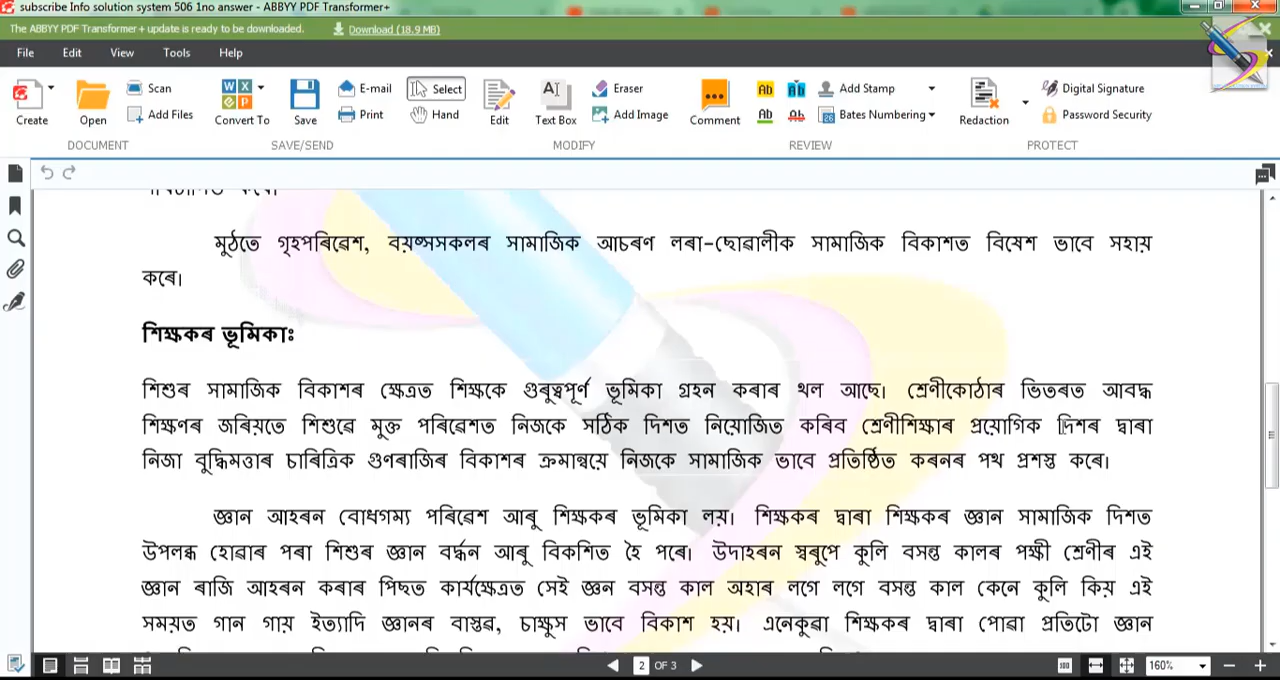 subscribe Info solution system 506 1no answer - ABBYY PDF Transformer+
The ABBYY PDF Transformer+ update is ready to be downloaded. Download (18.9 MB)
File Edit View Tools Help
Scan E-mail Select Eraser Add Stamp Digital Signature
Add Files Print Hand Add Image Bates Numbering Password Security
Create Open Convert To Save Edit Text Box Comment Redaction
DOCUMENT SAVE/SEND MODIFY REVIEW PROTECT
মুঠতে গৃহপৰিৱেশ, বয়ষ্সসকলৰ সামাজিক আচৰণ লৰা-ছোৱালীক সামাজিক বিকাশত বিষেশ ভাবে সহায়
কৰে।
শিক্ষকৰ ভূমিকাঃ
শিশুৰ সামাজিক বিকাশৰ ক্ষেত্ৰত শিক্ষকে গুৰুত্বপূৰ্ণ ভূমিকা গ্ৰহন কৰাৰ থল আছে। শ্ৰেণীকোঠাৰ ভিতৰত আবদ্ধ
শিক্ষণৰ জৰিয়তে শিশুৱে মুক্ত পৰিৱেশত নিজকে সঠিক দিশত নিয়োজিত কৰিব শ্ৰেণীশিক্ষাৰ প্ৰয়োগিক দিশৰ দ্বাৰা
নিজা বুদ্ধিমত্তাৰ চাৰিত্ৰিক গুণৰাজিৰ বিকাশৰ ক্ৰমান্বয়ে নিজকে সামাজিক ভাবে প্ৰতিষ্ঠিত কৰনৰ পথ প্ৰশস্ত কৰে।
জ্ঞান আহৰন বোধগম্য পৰিৱেশ আৰু শিক্ষকৰ ভূমিকা লয়। শিক্ষকৰ দ্বাৰা শিক্ষকৰ জ্ঞান সামাজিক দিশত
উপলব্ধ হোৱাৰ পৰা শিশুৰ জ্ঞান বৰ্দ্ধন আৰু বিকশিত হৈ পৰে। উদাহৰন স্বৰুপে কুলি বসন্ত কালৰ পক্ষী শ্ৰেণীৰ এই
জ্ঞান ৰাজি আহৰন কৰাৰ পিছত কাৰ্যক্ষেত্ৰত সেই জ্ঞন বসন্ত কাল অহাৰ লগে লগে বসন্ত কাল কেনে কুলি কিয় এই
সময়ত গান গায় ইত্যাদি জ্ঞানৰ বাস্তৱ, চাক্ষুস ভাবে বিকাশ হয়। এনেকুৱা শিক্ষকৰ দ্বাৰা পোৱা প্ৰতিটো জ্ঞান
2 OF 3 160%